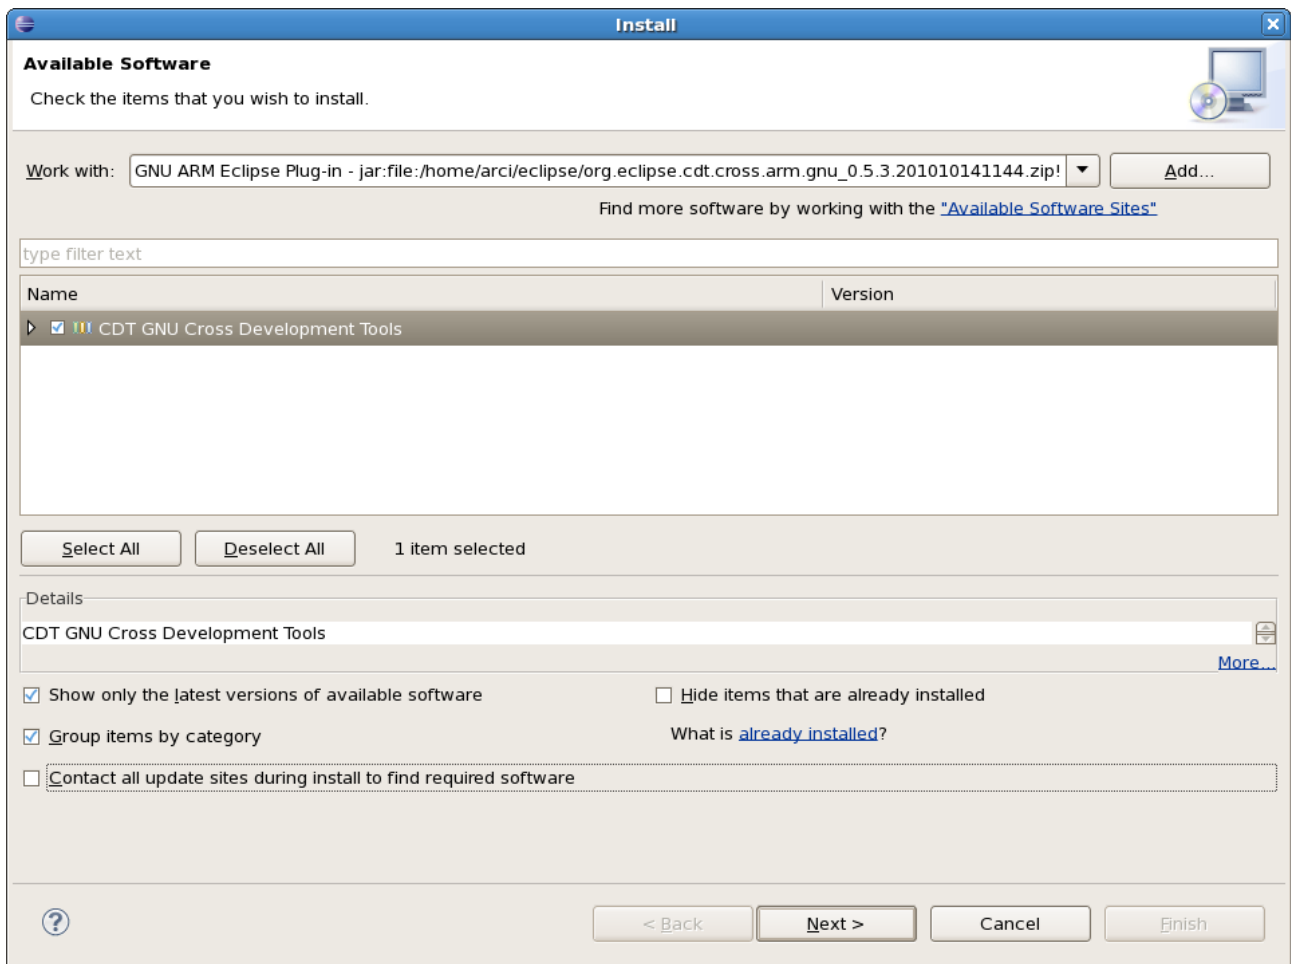 Install
Available Software
Check the items that you wish to install.
Work with: GNU ARM Eclipse Plug-in - jar:file:/home/arci/eclipse/org.eclipse.cdt.cross.arm.gnu_0.5.3.201010141144.zip! Add...
Find more software by working with the "Available Software Sites"
type filter text
Name Version
CDT GNU Cross Development Tools
Select All Deselect All 1 item selected
Details
CDT GNU Cross Development Tools
More...
Show only the latest versions of available software Hide items that are already installed
Group items by category What is already installed?
Contact all update sites during install to find required software
? < Back Next > Cancel Finish